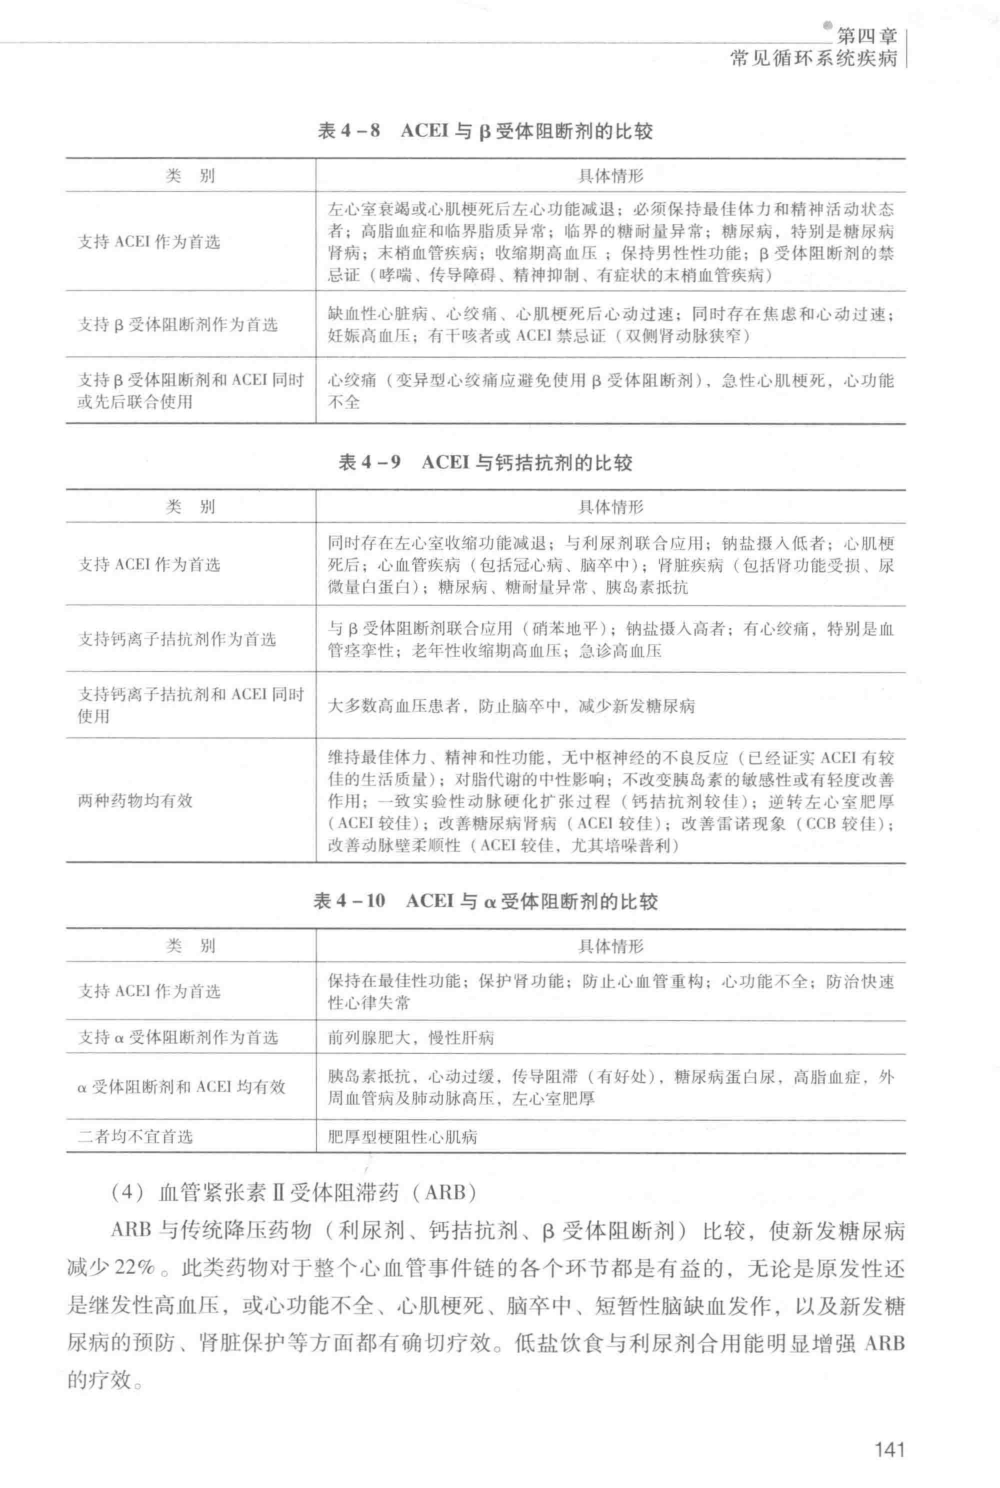 第四章
常见循环系统疾病
表 4-8 ACEI 与 β 受体阻断剂的比较
类 别
具体情形
支持 ACEI 作为首选
左心室衰竭或心肌梗死后左心功能减退；必须保持最佳体力和精神活动状态
者；高脂血症和临界脂质异常；临界的糖耐量异常；糖尿病，特别是糖尿病
肾病；末梢血管疾病；收缩期高血压；保持男性性功能；β 受体阻断剂的禁
忌证（哮喘、传导障碍、精神抑制、有症状的末梢血管疾病）
支持 β 受体阻断剂作为首选
缺血性心脏病、心绞痛、心肌梗死后心动过速；同时存在焦虑和心动过速；
妊娠高血压；有干咳者或 ACEI 禁忌证（双侧肾动脉狭窄）
支持 β 受体阻断剂和 ACEI 同时
或先后联合使用
心绞痛（变异型心绞痛应避免使用 β 受体阻断剂），急性心肌梗死，心功能
不全
表 4-9 ACEI 与钙拮抗剂的比较
类 别
具体情形
支持 ACEI 作为首选
同时存在左心室收缩功能减退；与利尿剂联合应用；钠盐摄入低者；心肌梗
死后；心血管疾病（包括冠心病、脑卒中）；肾脏疾病（包括肾功能受损、尿
微量白蛋白）；糖尿病、糖耐量异常、胰岛素抵抗
支持钙离子拮抗剂作为首选
与 β 受体阻断剂联合应用（硝苯地平）；钠盐摄入高者；有心绞痛，特别是血
管痉挛性；老年性收缩期高血压；急诊高血压
支持钙离子拮抗剂和 ACEI 同时
使用
大多数高血压患者，防止脑卒中，减少新发糖尿病
两种药物均有效
维持最佳体力、精神和性功能，无中枢神经的不良反应（已经证实 ACEI 有较
佳的生活质量）；对脂代谢的中性影响；不改变胰岛素的敏感性或有轻度改善
作用；一致实验性动脉硬化扩张过程（钙拮抗剂较佳）；逆转左心室肥厚
（ACEI 较佳）；改善糖尿病肾病（ACEI 较佳）；改善雷诺现象（CCB 较佳）；
改善动脉壁柔顺性（ACEI 较佳，尤其培哚普利）
表 4-10 ACEI 与 α 受体阻断剂的比较
类 别
具体情形
支持 ACEI 作为首选
保持在最佳性功能；保护肾功能；防止心血管重构；心功能不全；防治快速
性心律失常
支持 α 受体阻断剂作为首选
前列腺肥大，慢性肝病
α 受体阻断剂和 ACEI 均有效
胰岛素抵抗，心动过缓，传导阻滞（有好处），糖尿病蛋白尿，高脂血症，外
周血管病及肺动脉高压，左心室肥厚
二者均不宜首选
肥厚型梗阻性心肌病
（4）血管紧张素Ⅱ受体阻滞药（ARB）
ARB 与传统降压药物（利尿剂、钙拮抗剂、β 受体阻断剂）比较，使新发糖尿病
减少 22%。此类药物对于整个心血管事件链的各个环节都是有益的，无论是原发性还
是继发性高血压，或心功能不全、心肌梗死、脑卒中、短暂性脑缺血发作，以及新发糖
尿病的预防、肾脏保护等方面都有确切疗效。低盐饮食与利尿剂合用能明显增强 ARB
的疗效。
141